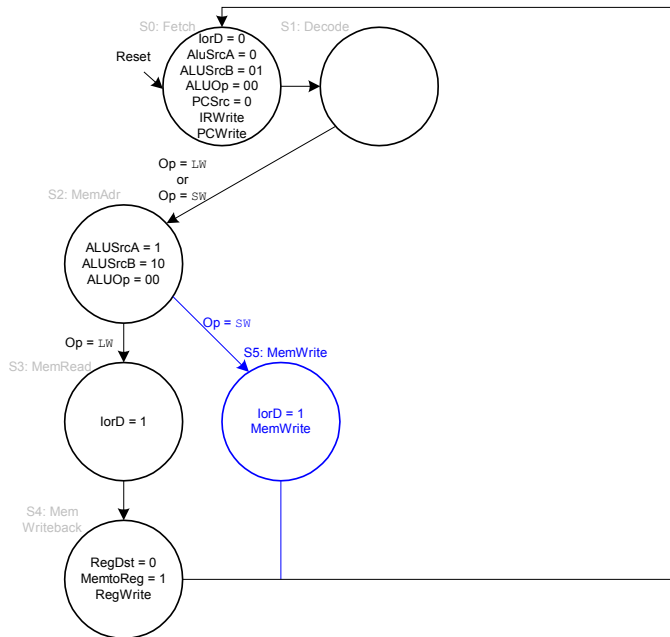 S0: Fetch
S1: Decode
Reset
IorD = 0
AluSrcA = 0
ALUSrcB = 01
ALUOp = 00
PCSrc = 0
IRWrite
PCWrite
Op = LW
or
Op = SW
S2: MemAdr
ALUSrcA = 1
ALUSrcB = 10
ALUOp = 00
Op = SW
Op = LW
S5: MemWrite
S3: MemRead
IorD = 1
IorD = 1
MemWrite
S4: Mem
Writeback
RegDst = 0
MemtoReg = 1
RegWrite